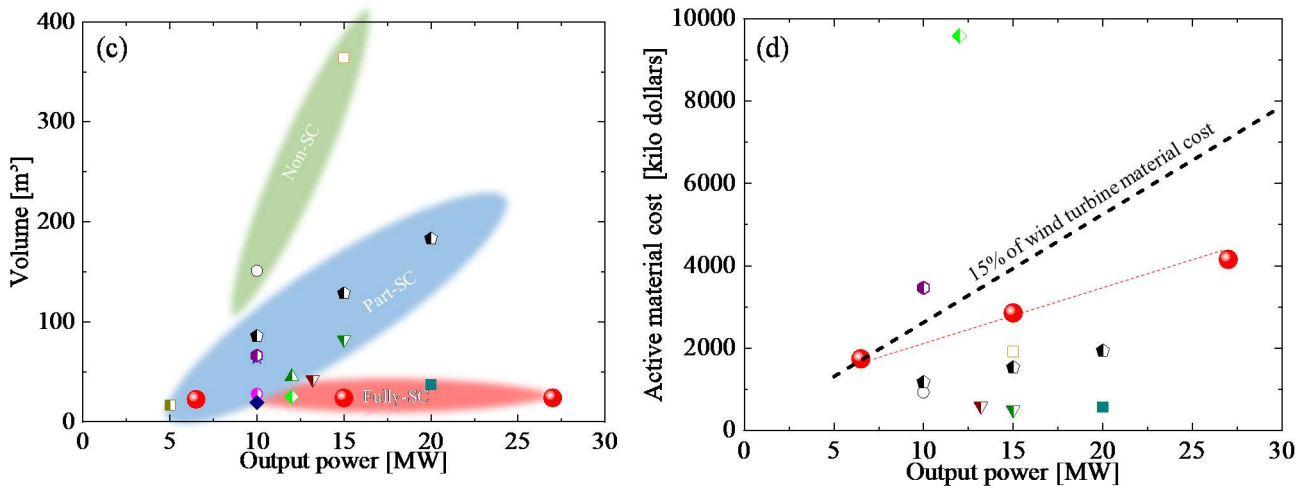 (c)
400
300
200
100
0
Volume [m³]
Non-SC
Part-SC
Fully-SC
0
5
10
15
20
25
30
Output power [MW]
(d)
10000
8000
6000
4000
2000
0
Active material cost [kilo dollars]
15% of wind turbine material cost
0
5
10
15
20
25
30
Output power [MW]